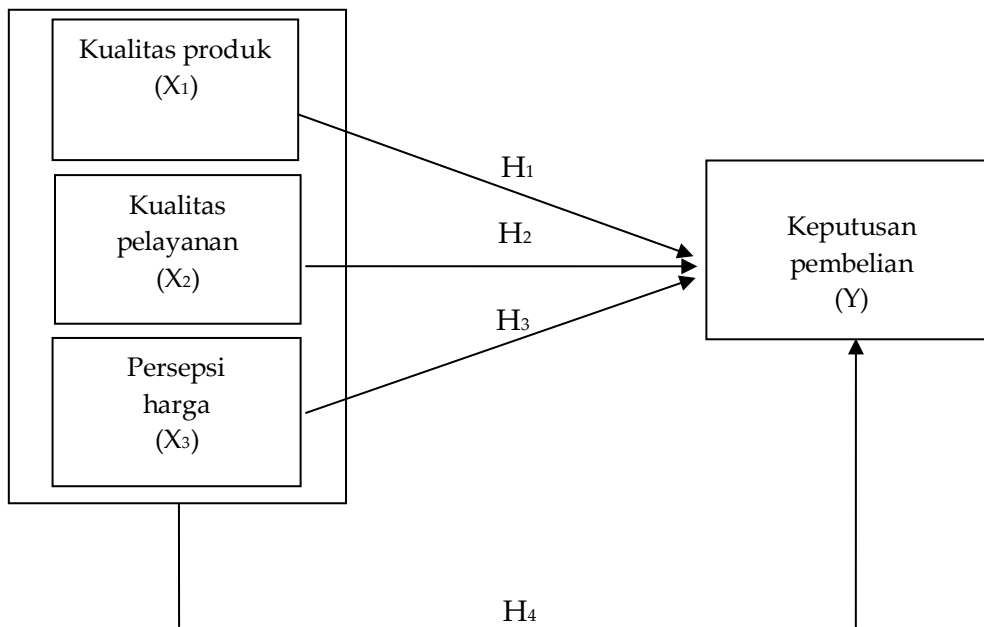 Kualitas produk
(X₁)
Kualitas
pelayanan
(X₂)
Persepsi
harga
(X₃)
H₁
H₂
H₃
Keputusan
pembelian
(Y)
H₄